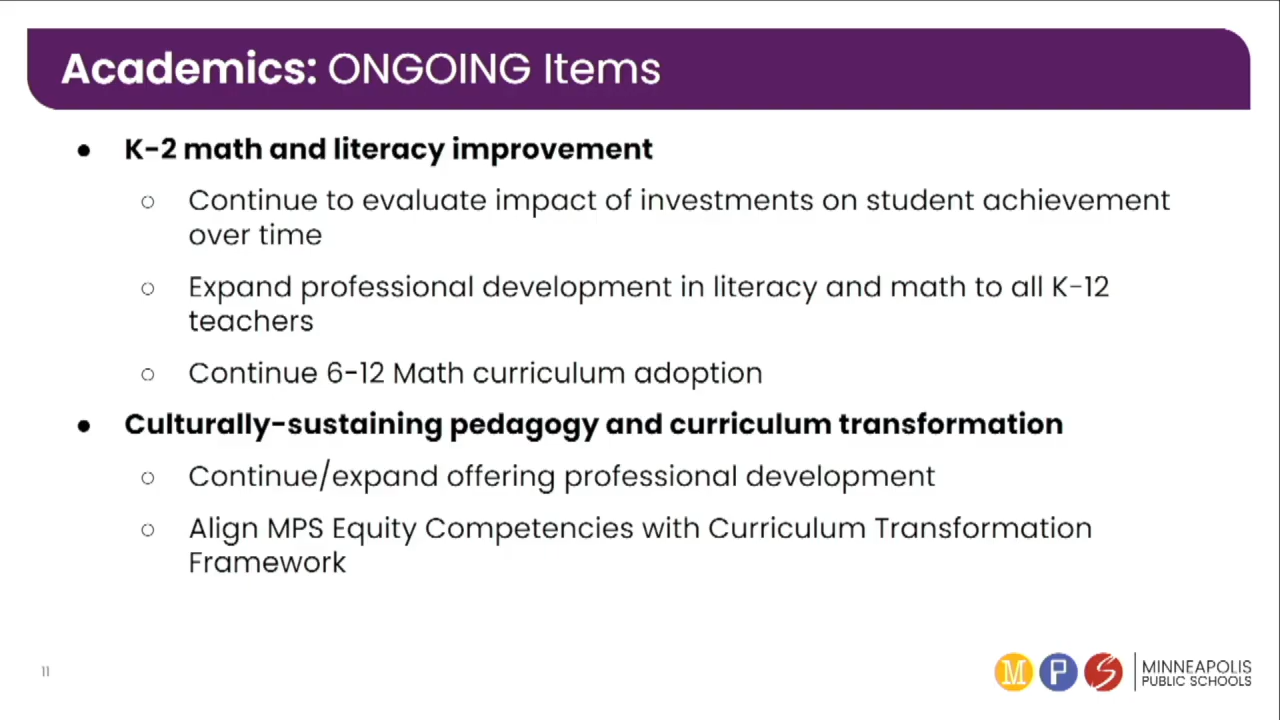 Academics: ONGOING Items
● K-2 math and literacy improvement
○ Continue to evaluate impact of investments on student achievement
over time
○ Expand professional development in literacy and math to all K-12
teachers
○ Continue 6-12 Math curriculum adoption
● Culturally-sustaining pedagogy and curriculum transformation
○ Continue/expand offering professional development
○ Align MPS Equity Competencies with Curriculum Transformation
Framework
11
M P S
MINNEAPOLIS
PUBLIC SCHOOLS